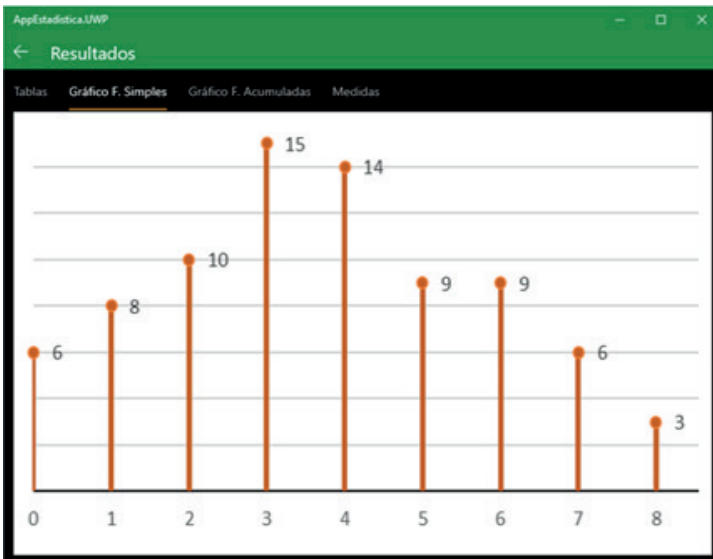 AppEstadistica.UWP
Resultados
Tablas Gráfico F. Simples Gráfico F. Acumuladas Medidas
15
14
10
9 9
8
6 6
3
0 1 2 3 4 5 6 7 8